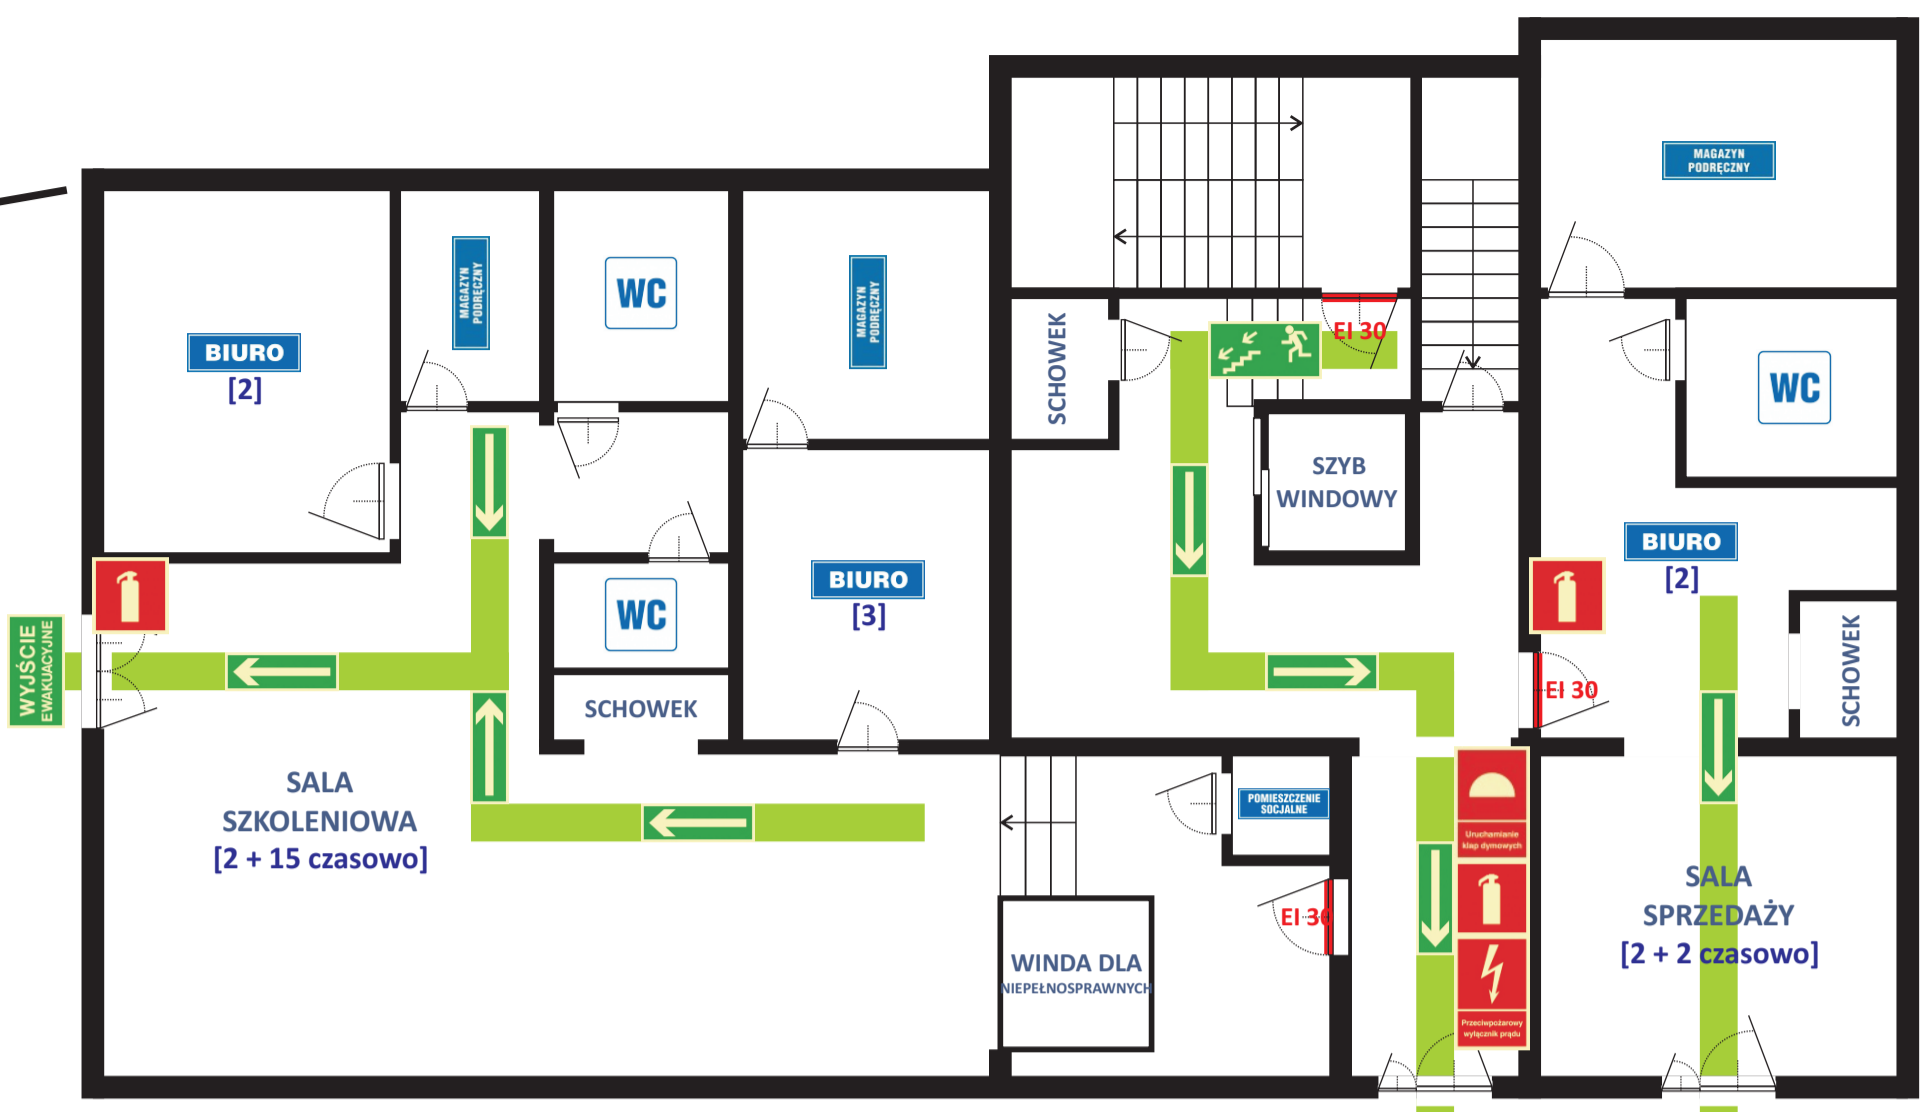 MAGAZYN
PODRĘCZNY
MAGAZYN
PODRĘCZNY
WC
MAGAZYN
PODRĘCZNY
BIURO
[2]
SCHOWEK
EI 30
WC
SZYB
WINDOWY
BIURO
[2]
BIURO
[3]
WC
WYJŚCIE
EWAKUACYJNE
SCHOWEK
EI 30
SCHOWEK
SALA
SZKOLENIOWA
[2 + 15 czasowo]
POMIESZCZENIE
SOCJALNE
Uruchamianie
klap dymowych
EI 30
SALA
SPRZEDAŻY
[2 + 2 czasowo]
WINDA DLA
NIEPEŁNOSPRAWNYCH
Przeciwpożarowy
wyłącznik prądu